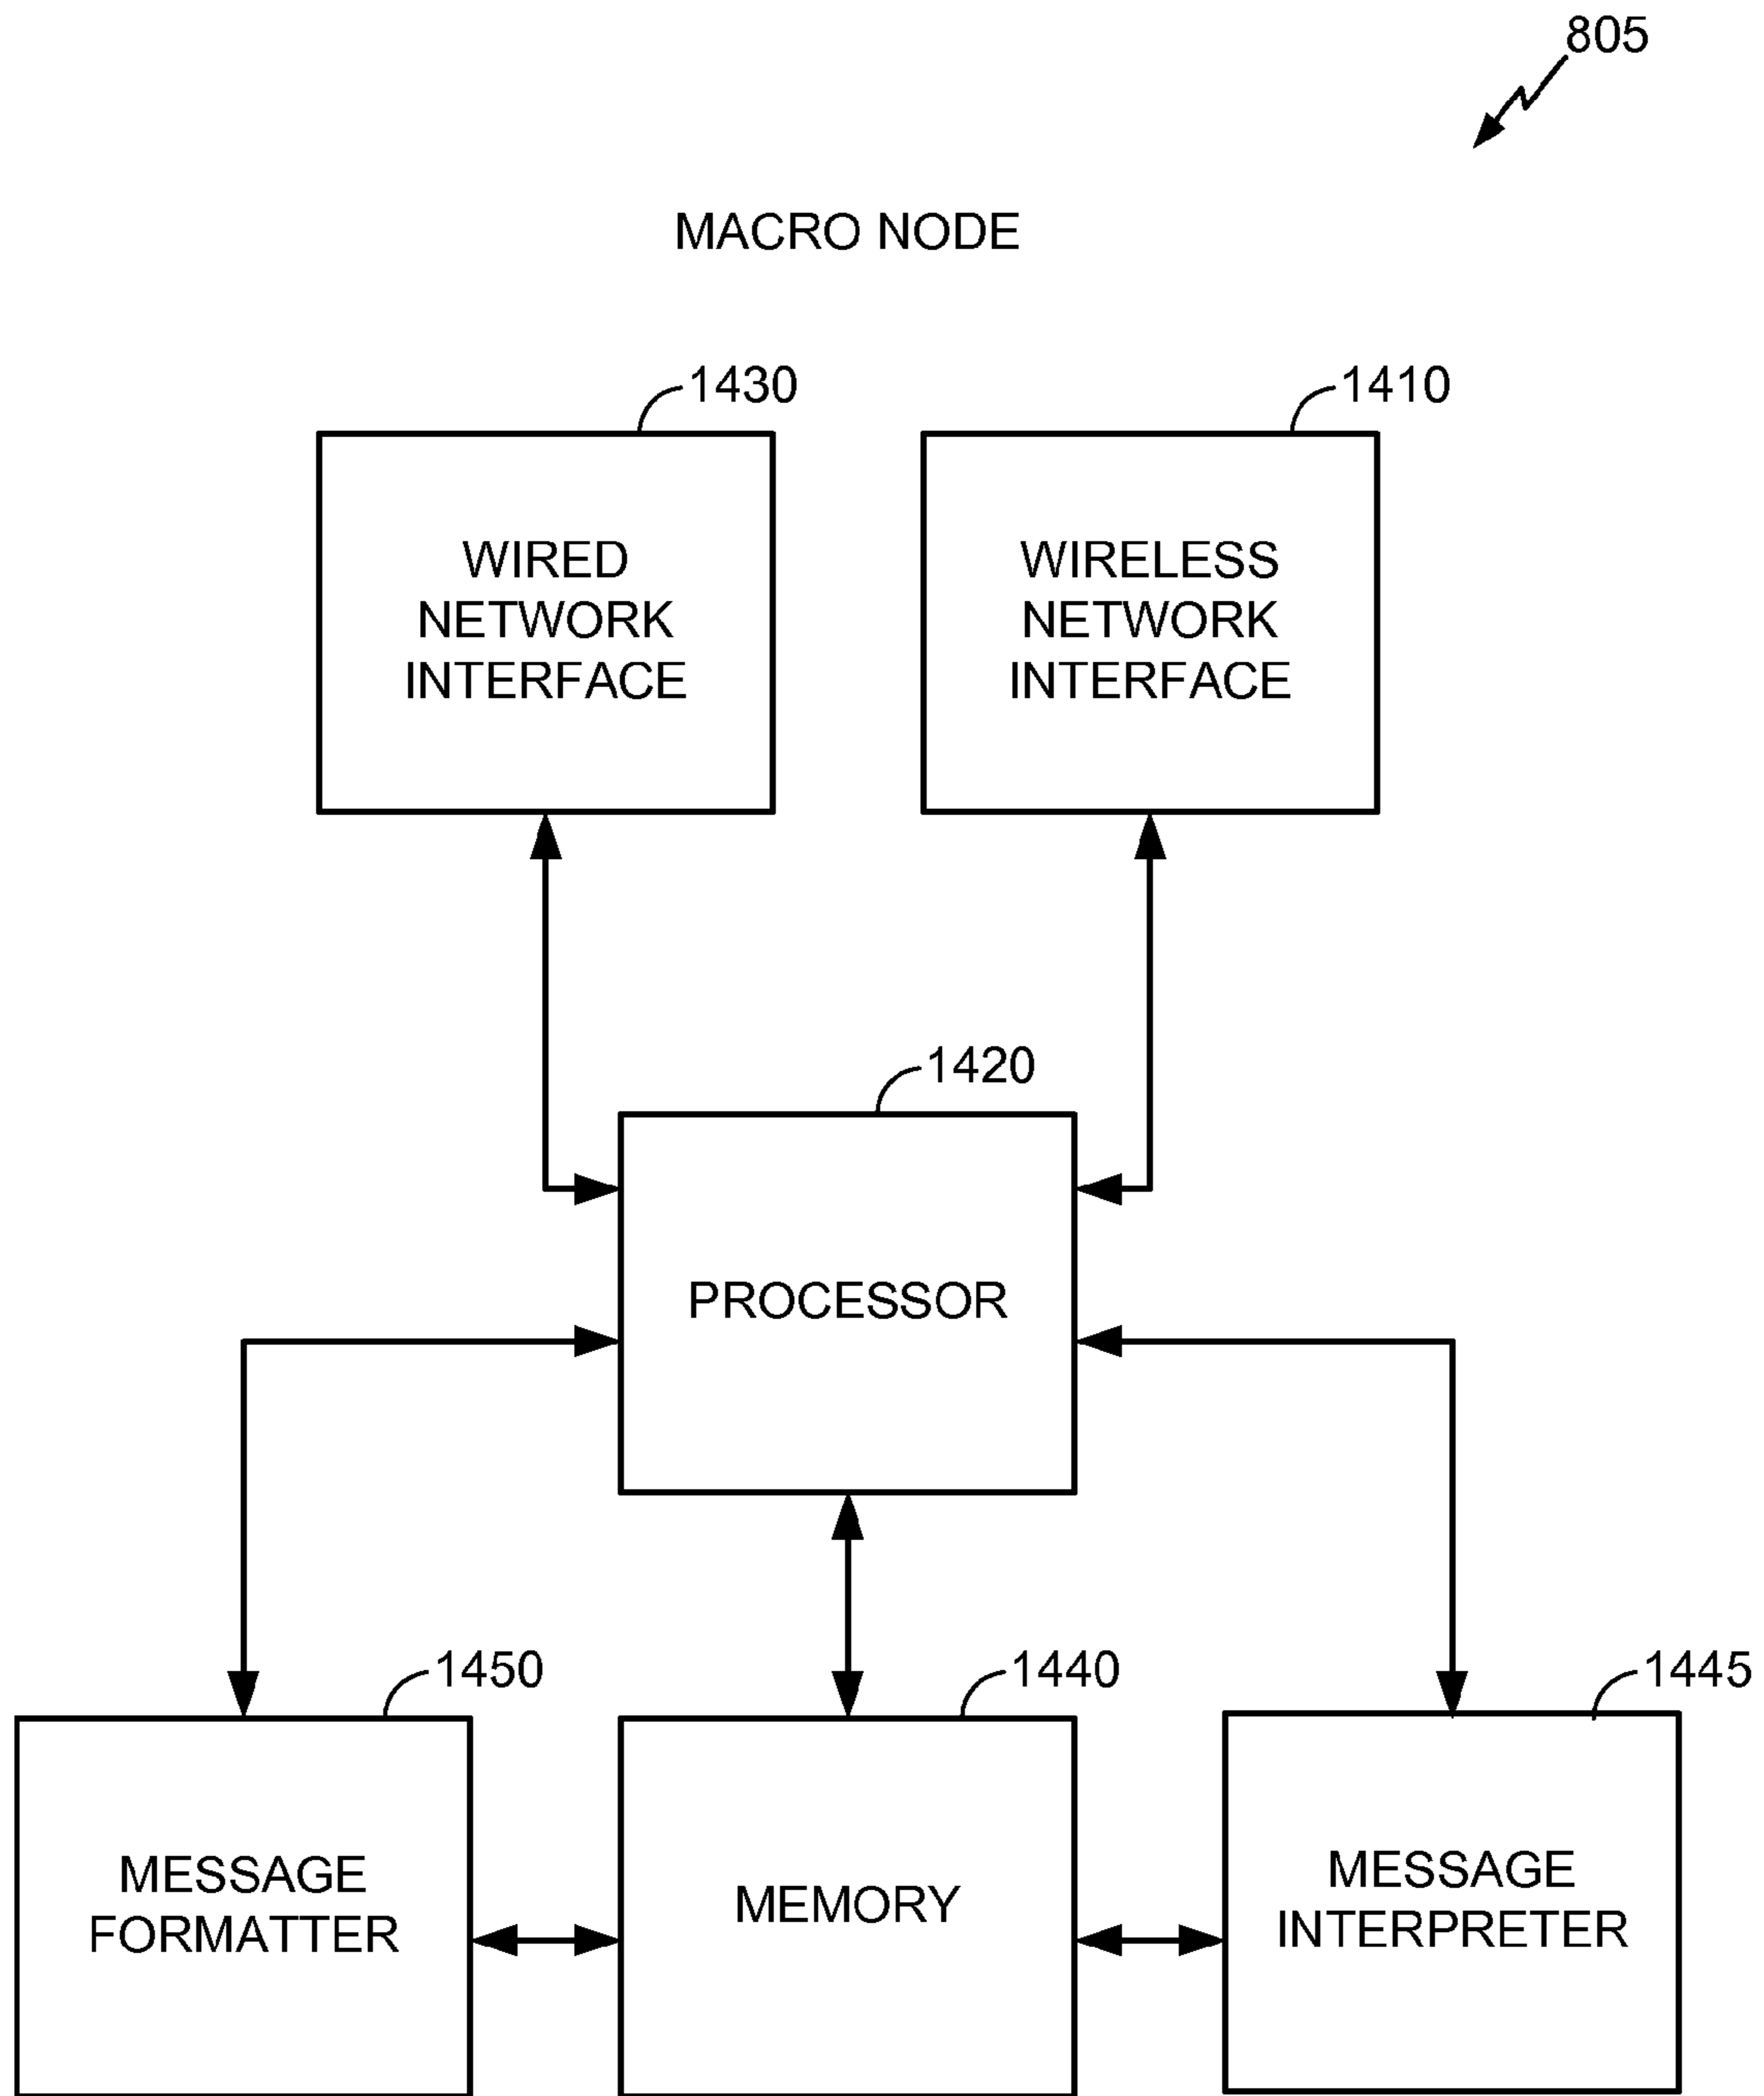 805
MACRO NODE
1430
1410
WIRED
NETWORK
INTERFACE
WIRELESS
NETWORK
INTERFACE
1420
PROCESSOR
1450
1440
1445
MESSAGE
FORMATTER
MEMORY
MESSAGE
INTERPRETER